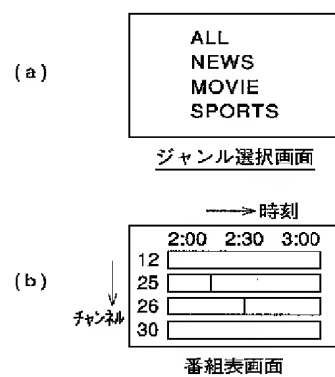 (a)
ALL
NEWS
MOVIE
SPORTS
ジャンル選択画面
時刻
(b)
2:00 2:30 3:00
12
25
26
30
チャンネル
番組表画面